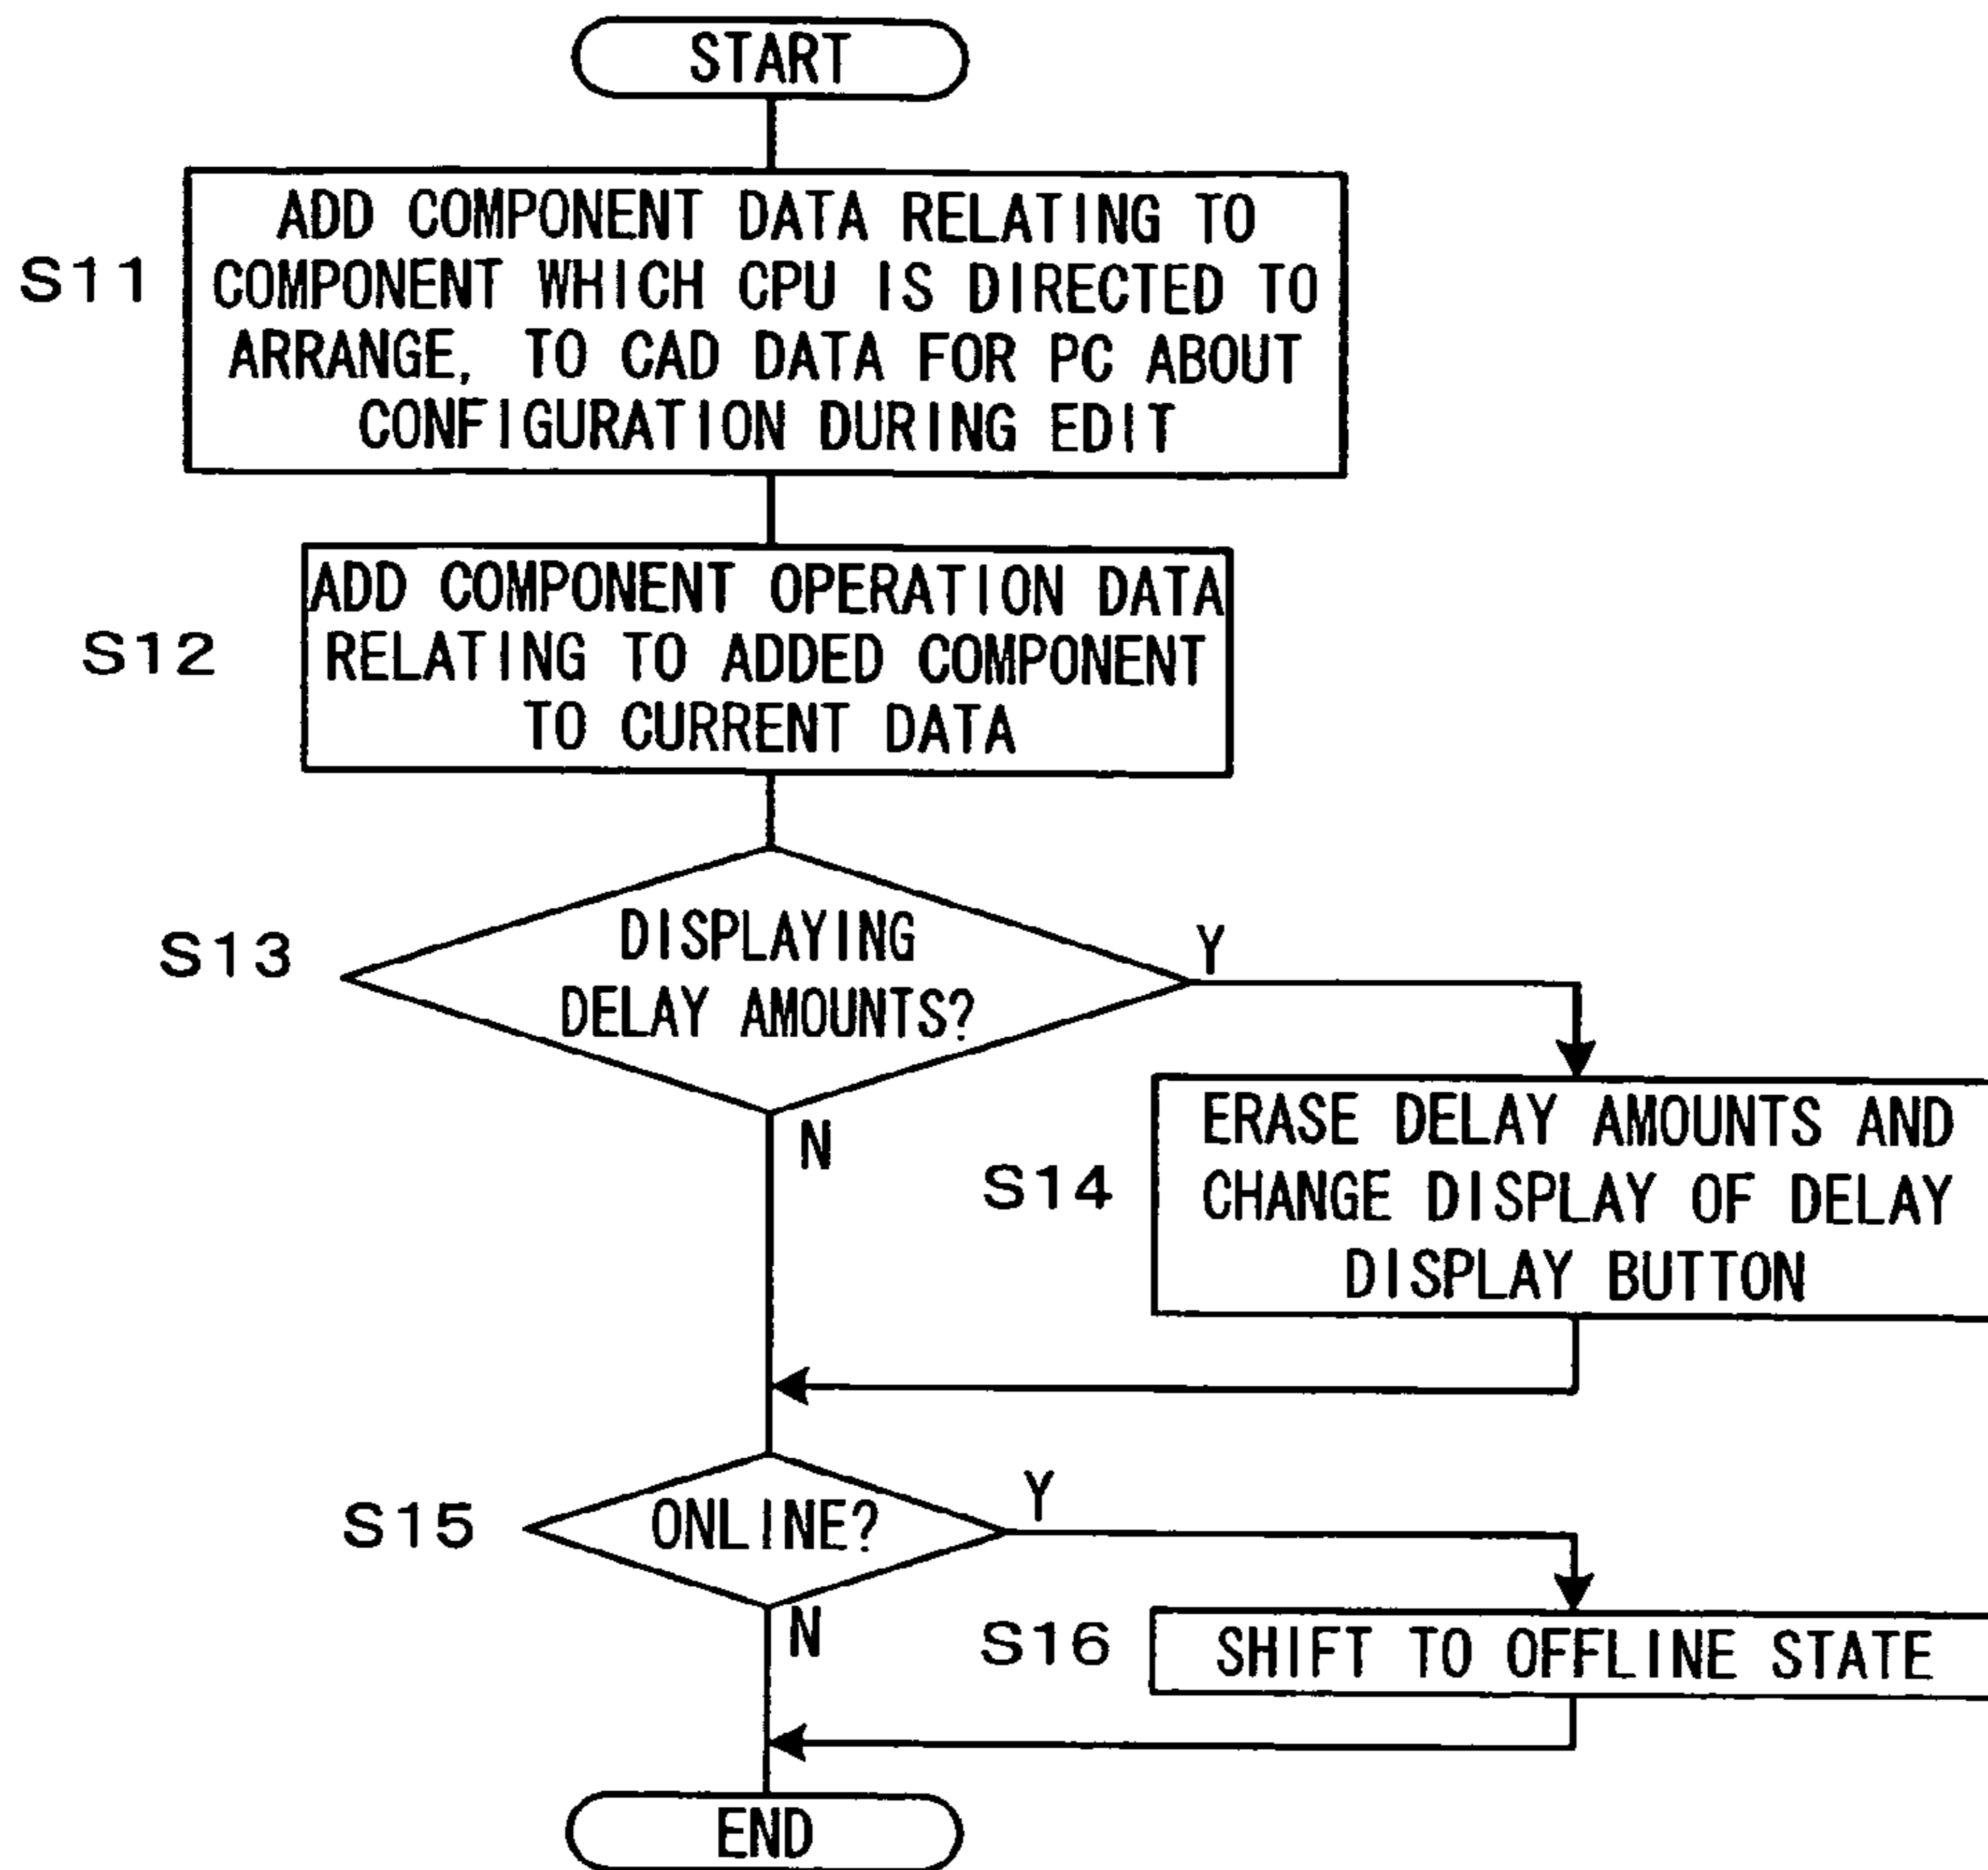 START
S11
ADD COMPONENT DATA RELATING TO
COMPONENT WHICH CPU IS DIRECTED TO
ARRANGE, TO CAD DATA FOR PC ABOUT
CONFIGURATION DURING EDIT
S12
ADD COMPONENT OPERATION DATA
RELATING TO ADDED COMPONENT
TO CURRENT DATA
S13
DISPLAYING
DELAY AMOUNTS?
Y
N
S14
ERASE DELAY AMOUNTS AND
CHANGE DISPLAY OF DELAY
DISPLAY BUTTON
S15
ONLINE?
Y
N
S16
SHIFT TO OFFLINE STATE
END